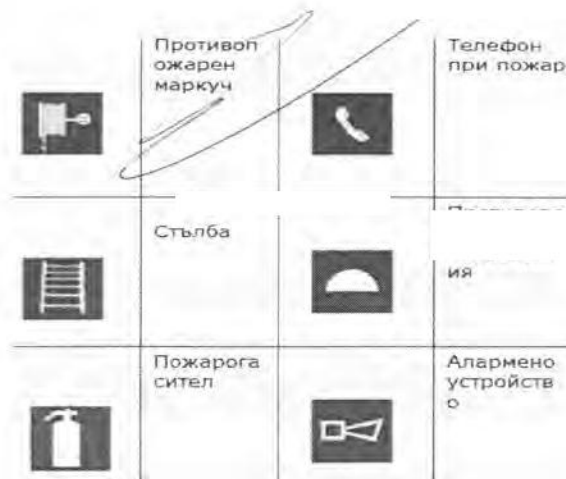 Противоп
ожарен
маркуч
Телефон
при пожар
Стълба
ия
Пожарога
сител
Алармено
устройств
о